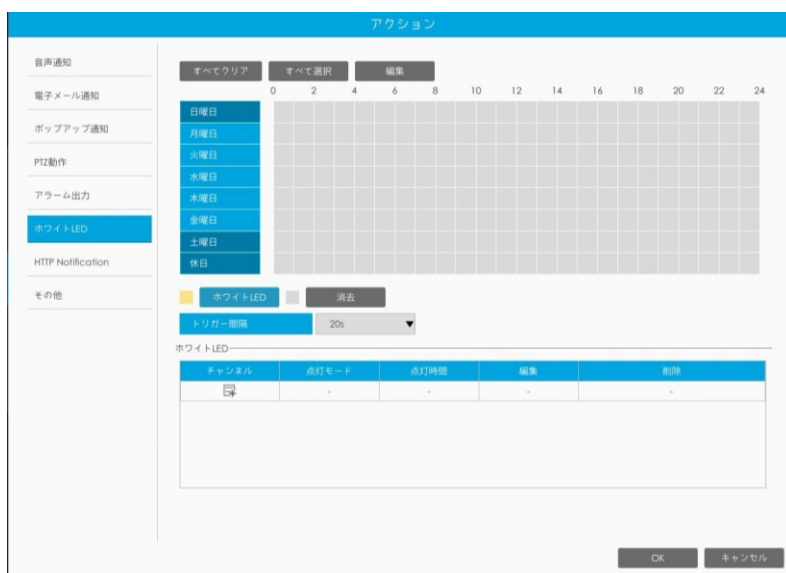 アクション
音声通知
電子メール通知
ポップアップ通知
PTZ動作
アラーム出力
ホワイトLED
HTTP Notification
その他
すべてクリア すべて選択 編集
0 2 4 6 8 10 12 14 16 18 20 22 24
日曜日
月曜日
火曜日
水曜日
木曜日
金曜日
土曜日
休日
ホワイトLED 消去
トリガー間隔 20s
ホワイトLED
チャンネル 点灯モード 点灯時間 編集 削除
- - - -
OK キャンセル